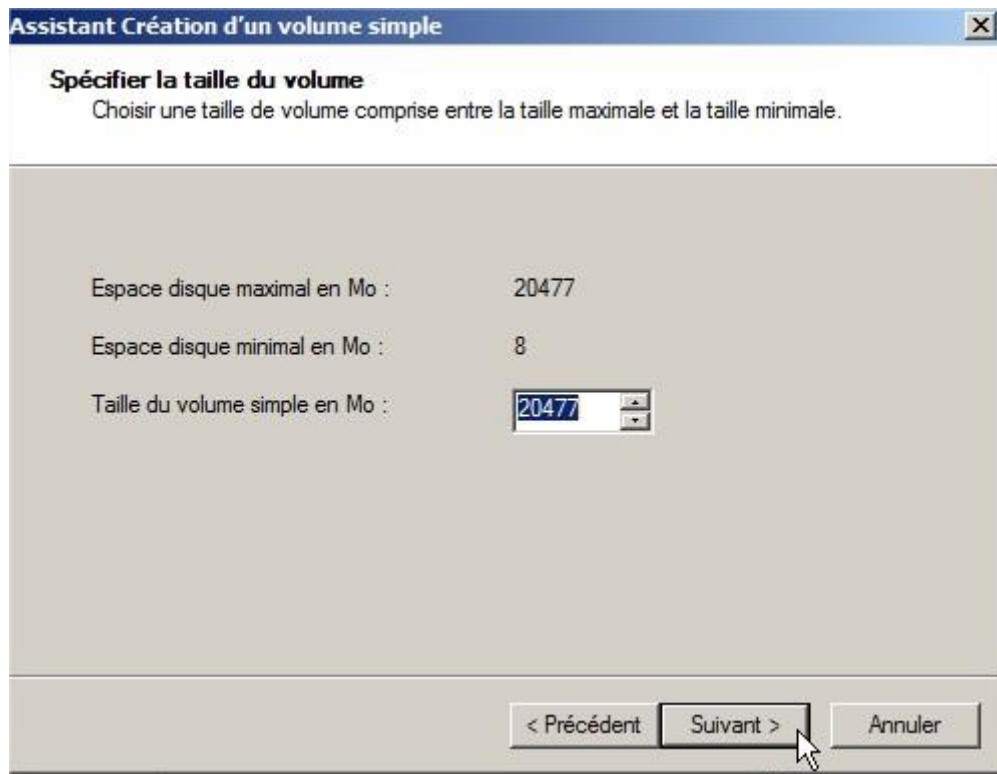 Assistant Création d'un volume simple
Spécifier la taille du volume
Choisir une taille de volume comprise entre la taille maximale et la taille minimale.
Espace disque maximal en Mo : 20477
Espace disque minimal en Mo : 8
Taille du volume simple en Mo : 20477
< Précédent Suivant > Annuler